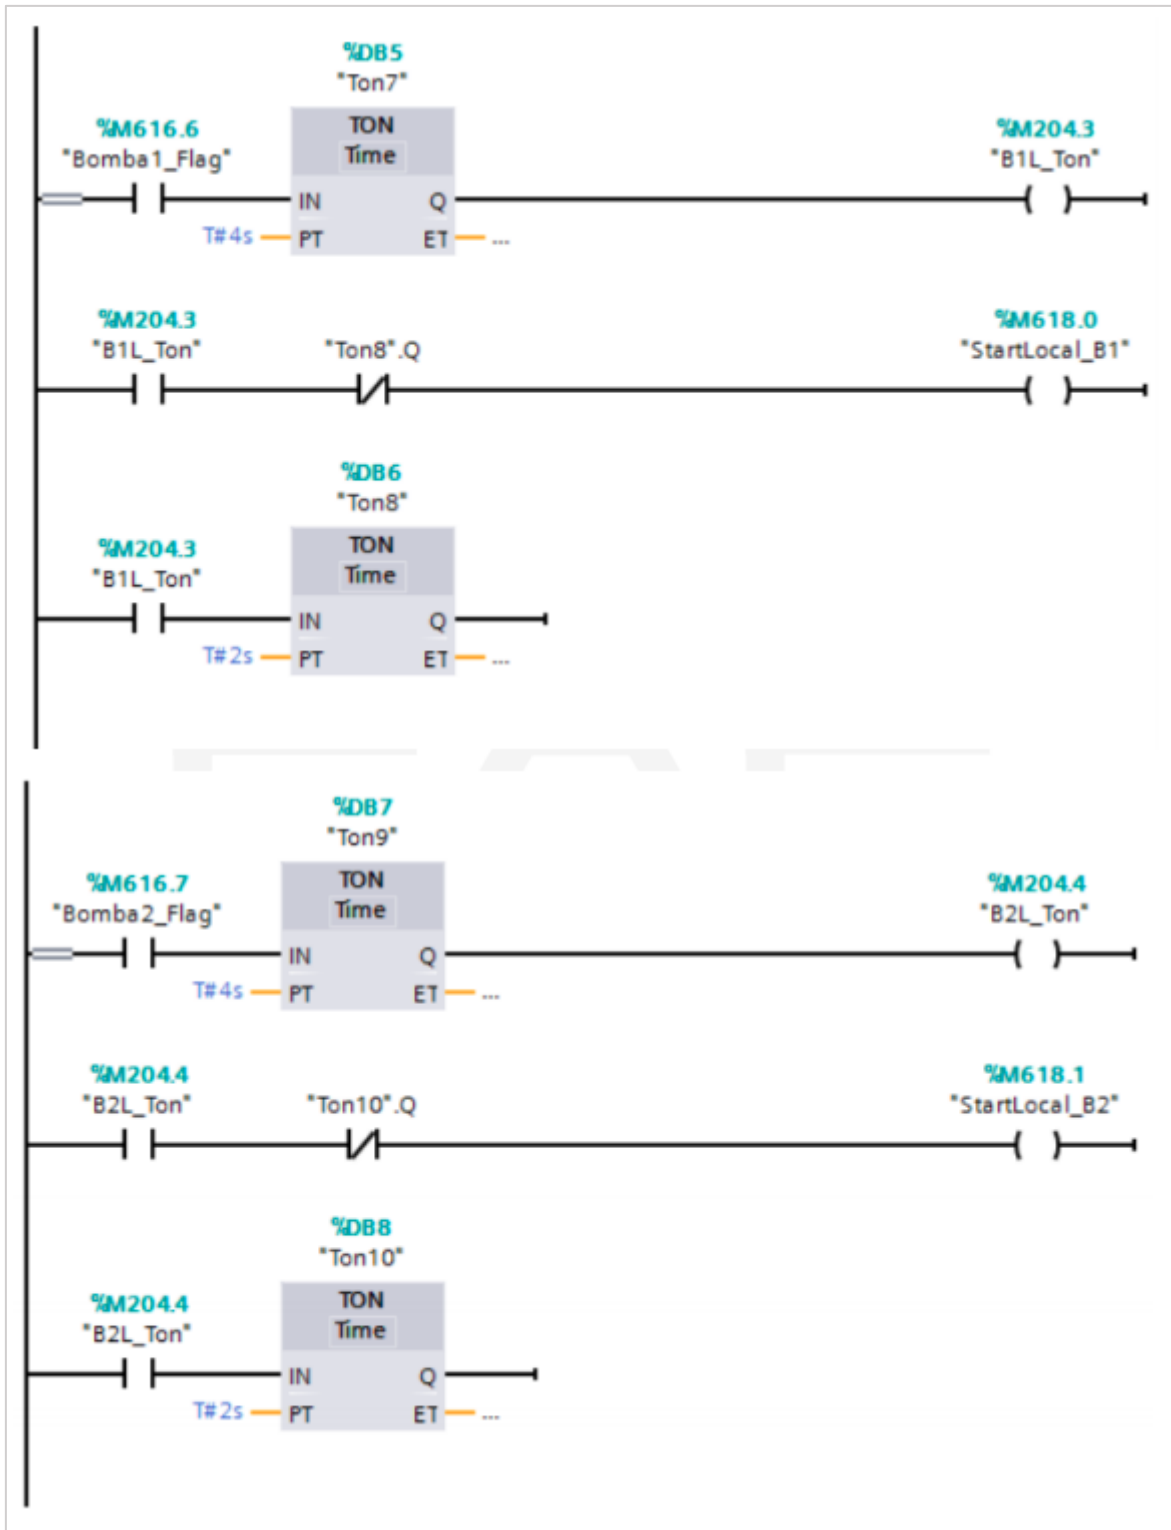 %DB5
"Ton7"
TON
Time
%M616.6
"Bomba1_Flag"
%M204.3
"B1L_Ton"
IN Q
T#4s PT ET ...
%M204.3
"B1L_Ton"
"Ton8".Q
%M618.0
"StartLocal_B1"
%DB6
"Ton8"
TON
Time
%M204.3
"B1L_Ton"
IN Q
T#2s PT ET ...
%DB7
"Ton9"
TON
Time
%M616.7
"Bomba2_Flag"
%M204.4
"B2L_Ton"
IN Q
T#4s PT ET ...
%M204.4
"B2L_Ton"
"Ton10".Q
%M618.1
"StartLocal_B2"
%DB8
"Ton10"
TON
Time
%M204.4
"B2L_Ton"
IN Q
T#2s PT ET ...